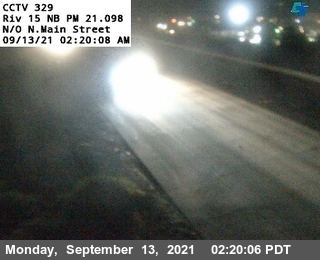 CCTV 329
Riv 15 NB PM 21.098
N/O N.Main Street
09/13/21 02:20:08 AM
Monday, September 13, 2021 02:20:06 PDT